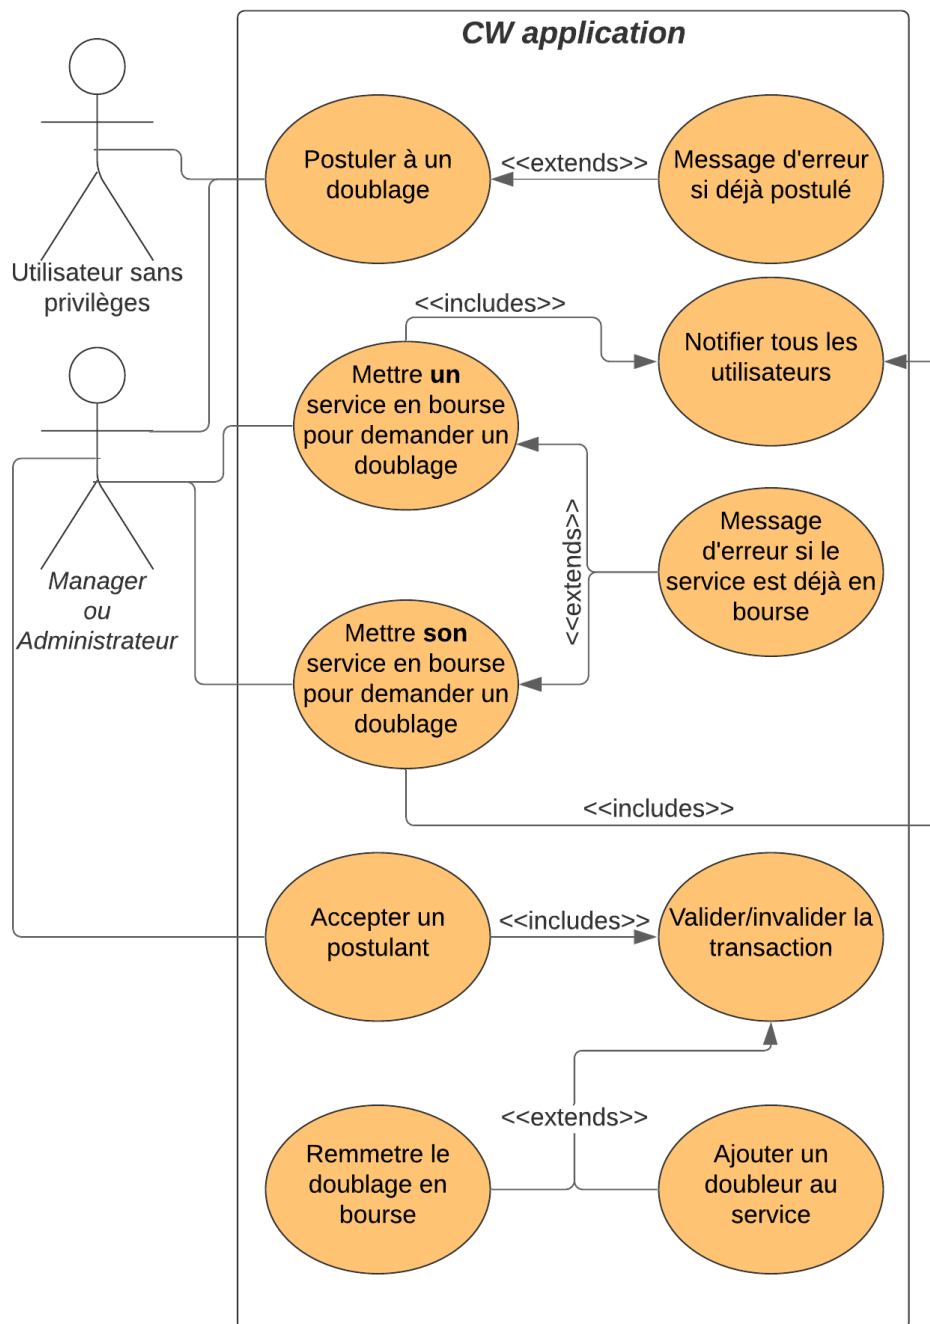 CW application
Postuler à un
doublage
<<extends>>
Message d'erreur
si déjà postulé
Utilisateur sans
privilèges
<<includes>>
Notifier tous les
utilisateurs
Mettre un
service en bourse
pour demander un
doublage
<<extends>>
Message
d'erreur si le
service est déjà en
bourse
Manager
ou
Administrateur
Mettre son
service en bourse
pour demander un
doublage
<<includes>>
Accepter un
postulant
<<includes>>
Valider/invalider la
transaction
<<extends>>
Remmetre le
doublage en
bourse
Ajouter un
doubleur au
service